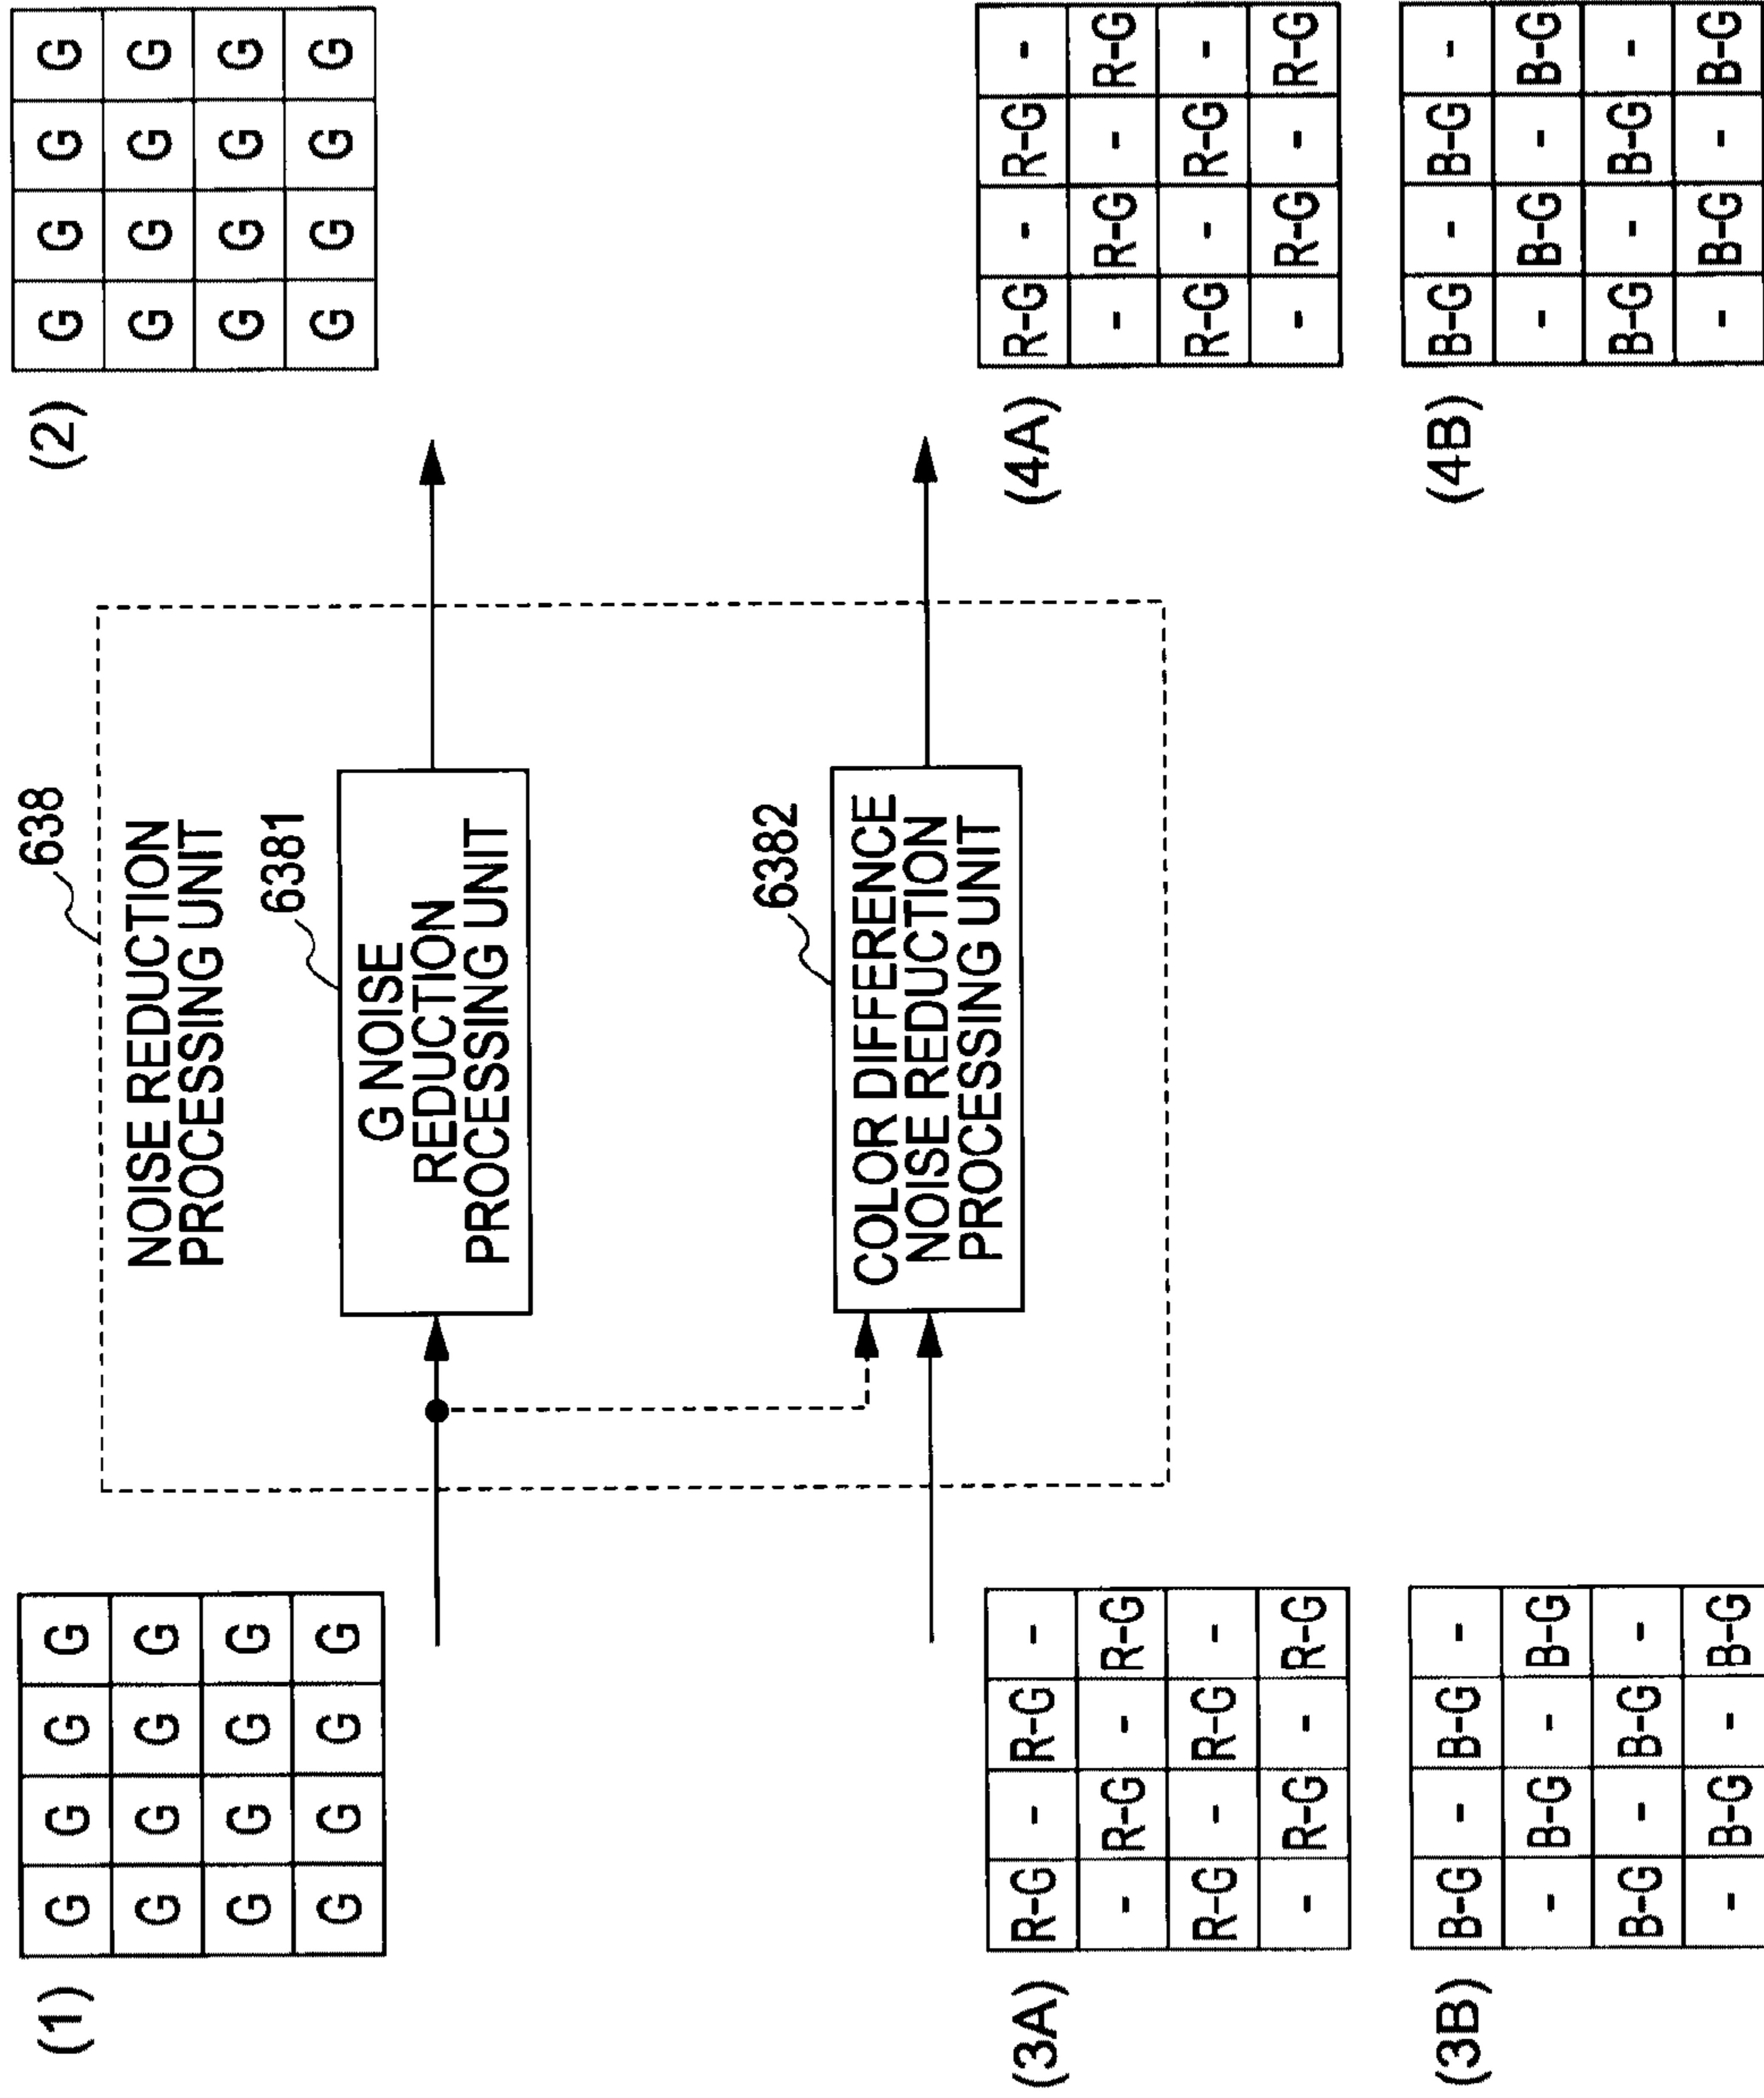 (1)
G G G G
G G G G
G G G G
G G G G
638
NOISE REDUCTION
PROCESSING UNIT
6381
G NOISE
REDUCTION
PROCESSING UNIT
(2)
G G G G
G G G G
G G G G
G G G G
6382
COLOR DIFFERENCE
NOISE REDUCTION
PROCESSING UNIT
(3A)
R-G - R-G -
- R-G - R-G
R-G - R-G -
- R-G - R-G
(4A)
R-G - R-G -
- R-G - R-G
R-G - R-G -
- R-G - R-G
(3B)
B-G - B-G -
- B-G - B-G
B-G - B-G -
- B-G - B-G
(4B)
B-G - B-G -
- B-G - B-G
B-G - B-G -
- B-G - B-G